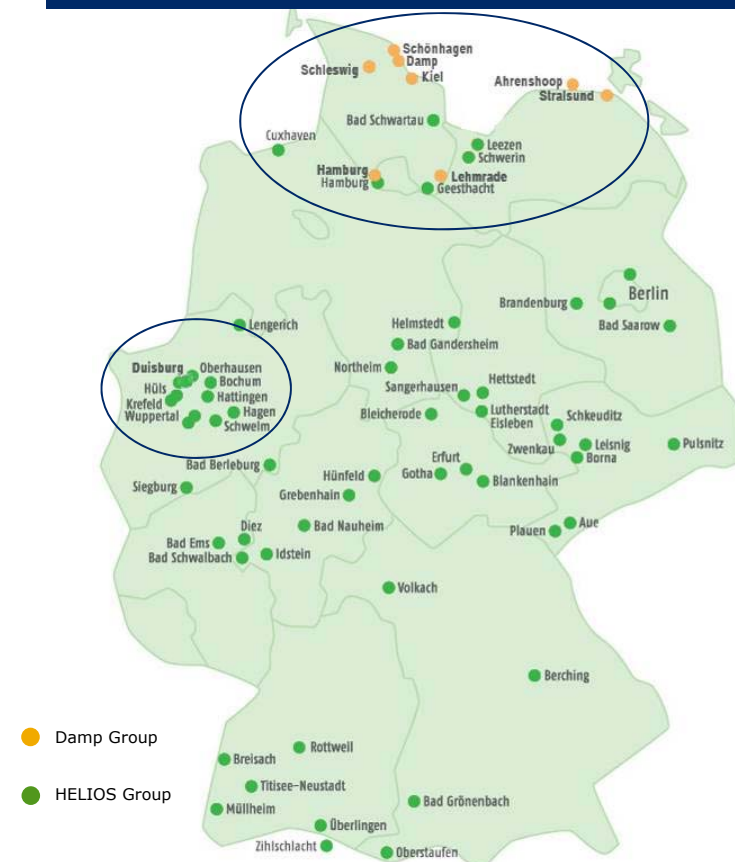 Schönhagen
Damp
Schleswig
Kiel
Ahrenshoop
Stralsund
Bad Schwartau
Cuxhaven
Leezen
Schwerin
Hamburg
Hamburg
Lehmrade
Geesthacht
Berlin
Brandenburg
Bad Saarow
Lengerich
Helmstedt
Bad Gandersheim
Northeim
Duisburg
Oberhausen
Bochum
Hüls
Hattingen
Krefeld
Hagen
Wuppertal
Schwelm
Hettstedt
Sangerhausen
Bleicherode
Lutherstadt
Eisleben
Schkeuditz
Zwenkau
Leisnig
Borna
Pulsnitz
Bad Berleburg
Siegburg
Hünfeld
Grebenhain
Erfurt
Gotha
Blankenhain
Diez
Bad Nauheim
Bad Ems
Bad Schwalbach
Idstein
Plauen
Aue
Volkach
Berching
Damp Group
HELIOS Group
Rottweil
Breisach
Titisee-Neustadt
Müllheim
Bad Grönenbach
Überlingen
Zihlschlacht
Oberstaufen